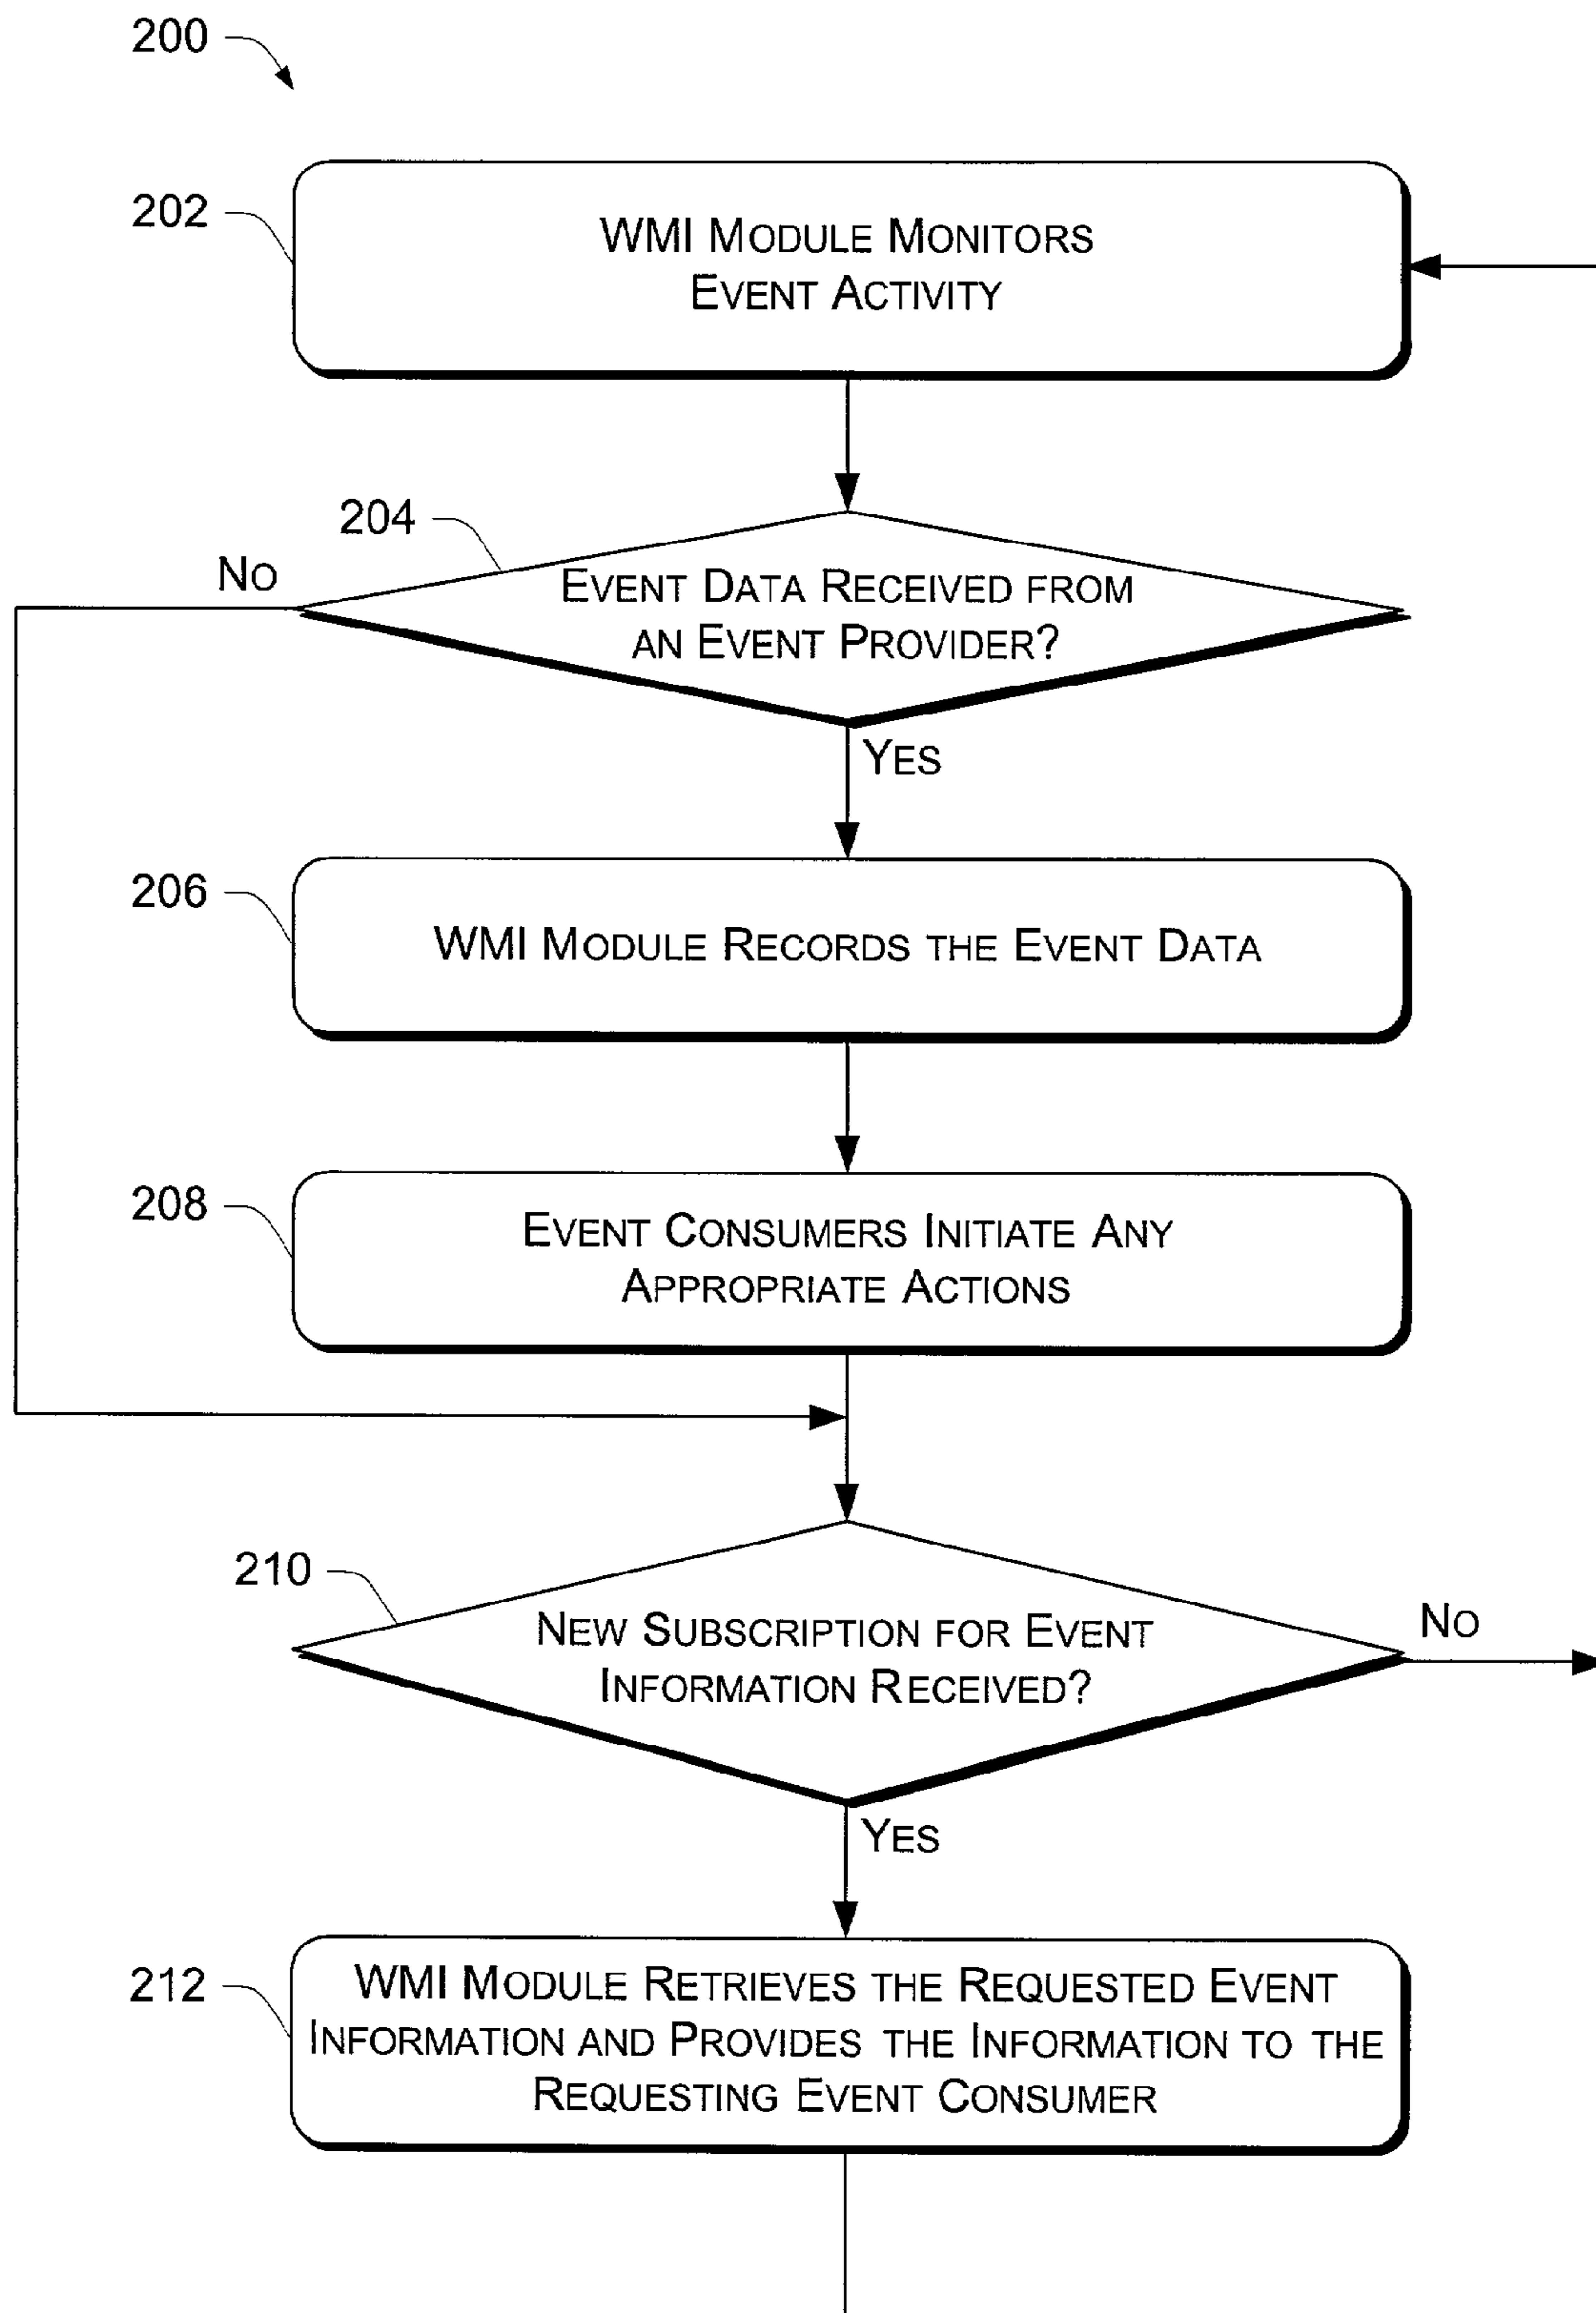 200
202
WMI MODULE MONITORS
EVENT ACTIVITY
204
NO
EVENT DATA RECEIVED FROM
AN EVENT PROVIDER?
YES
206
WMI MODULE RECORDS THE EVENT DATA
208
EVENT CONSUMERS INITIATE ANY
APPROPRIATE ACTIONS
210
NEW SUBSCRIPTION FOR EVENT
INFORMATION RECEIVED?
NO
YES
212
WMI MODULE RETRIEVES THE REQUESTED EVENT
INFORMATION AND PROVIDES THE INFORMATION TO THE
REQUESTING EVENT CONSUMER